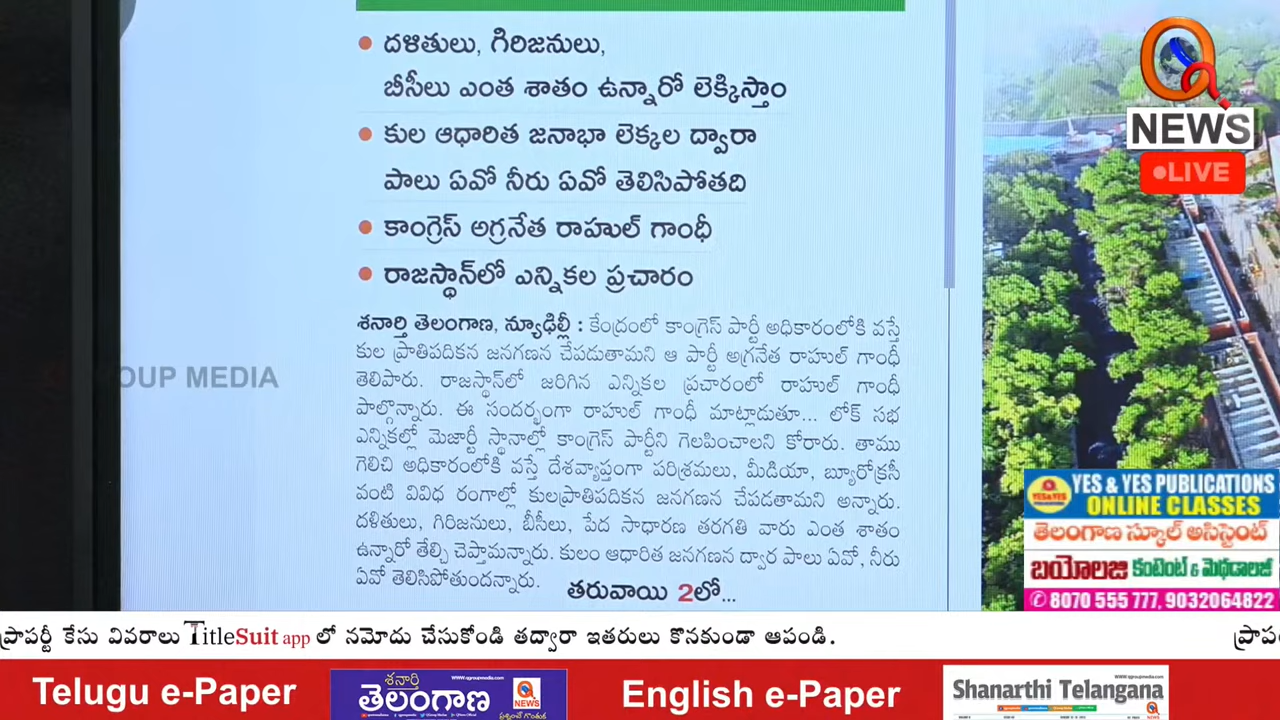 దళితులు, గిరిజనులు,
బీసీలు ఎంత శాతం ఉన్నారో లెక్కిస్తాం
కుల ఆధారిత జనాభా లెక్కల ద్వారా
పాలు ఏవో నీరు ఏవో తెలిసిపోతది
కాంగ్రెస్ అగ్రనేత రాహుల్ గాంధీ
రాజస్థాన్‌లో ఎన్నికల ప్రచారం
శనార్తి తెలంగాణ, న్యూఢిల్లీ : కేంద్రంలో కాంగ్రెస్ పార్టీ అధికారంలోకి వస్తే
కుల ప్రాతిపదికన జనగణన చేపడుతామని ఆ పార్టీ అగ్రనేత రాహుల్ గాంధీ
తెలిపారు. రాజస్థాన్‌లో జరిగిన ఎన్నికల ప్రచారంలో రాహుల్ గాంధీ
పాల్గొన్నారు. ఈ సందర్భంగా రాహుల్ గాంధీ మాట్లాడుతూ... లోక్ సభ
ఎన్నికల్లో మెజార్టీ స్థానాల్లో కాంగ్రెస్ పార్టీని గెలపించాలని కోరారు. తాము
గెలిచి అధికారంలోకి వస్తే దేశవ్యాప్తంగా పరిశ్రమలు, మీడియా, బ్యూరోక్రసీ
వంటి వివిధ రంగాల్లో కులప్రాతిపదికన జనగణన చేపడతామని అన్నారు.
దళితులు, గిరిజనులు, బీసీలు, పేద సాధారణ తరగతి వారు ఎంత శాతం
ఉన్నారో తేల్చి చెప్తామన్నారు. కులం ఆధారిత జనగణన ద్వార పాలు ఏవో, నీరు
ఏవో తెలిసిపోతుందన్నారు.
తరువాయి 2లో...
OUP MEDIA
Q
NEWS
LIVE
YES & YES PUBLICATIONS
ONLINE CLASSES
తెలంగాణ స్కూల్ అసిస్టెంట్
బయోలజి కంటెంట్ & మెథడాలజీ
8070 555 777, 9032064822
ప్రాపర్టీ కేసు వివరాలు TitleSuit app లో నమోదు చేసుకోండి తద్వారా ఇతరులు కొనకుండా ఆపండి.
ప్రాప
Telugu e-Paper
శనార్తి
తెలంగాణ
NEWS
English e-Paper
Shanarthi Telangana